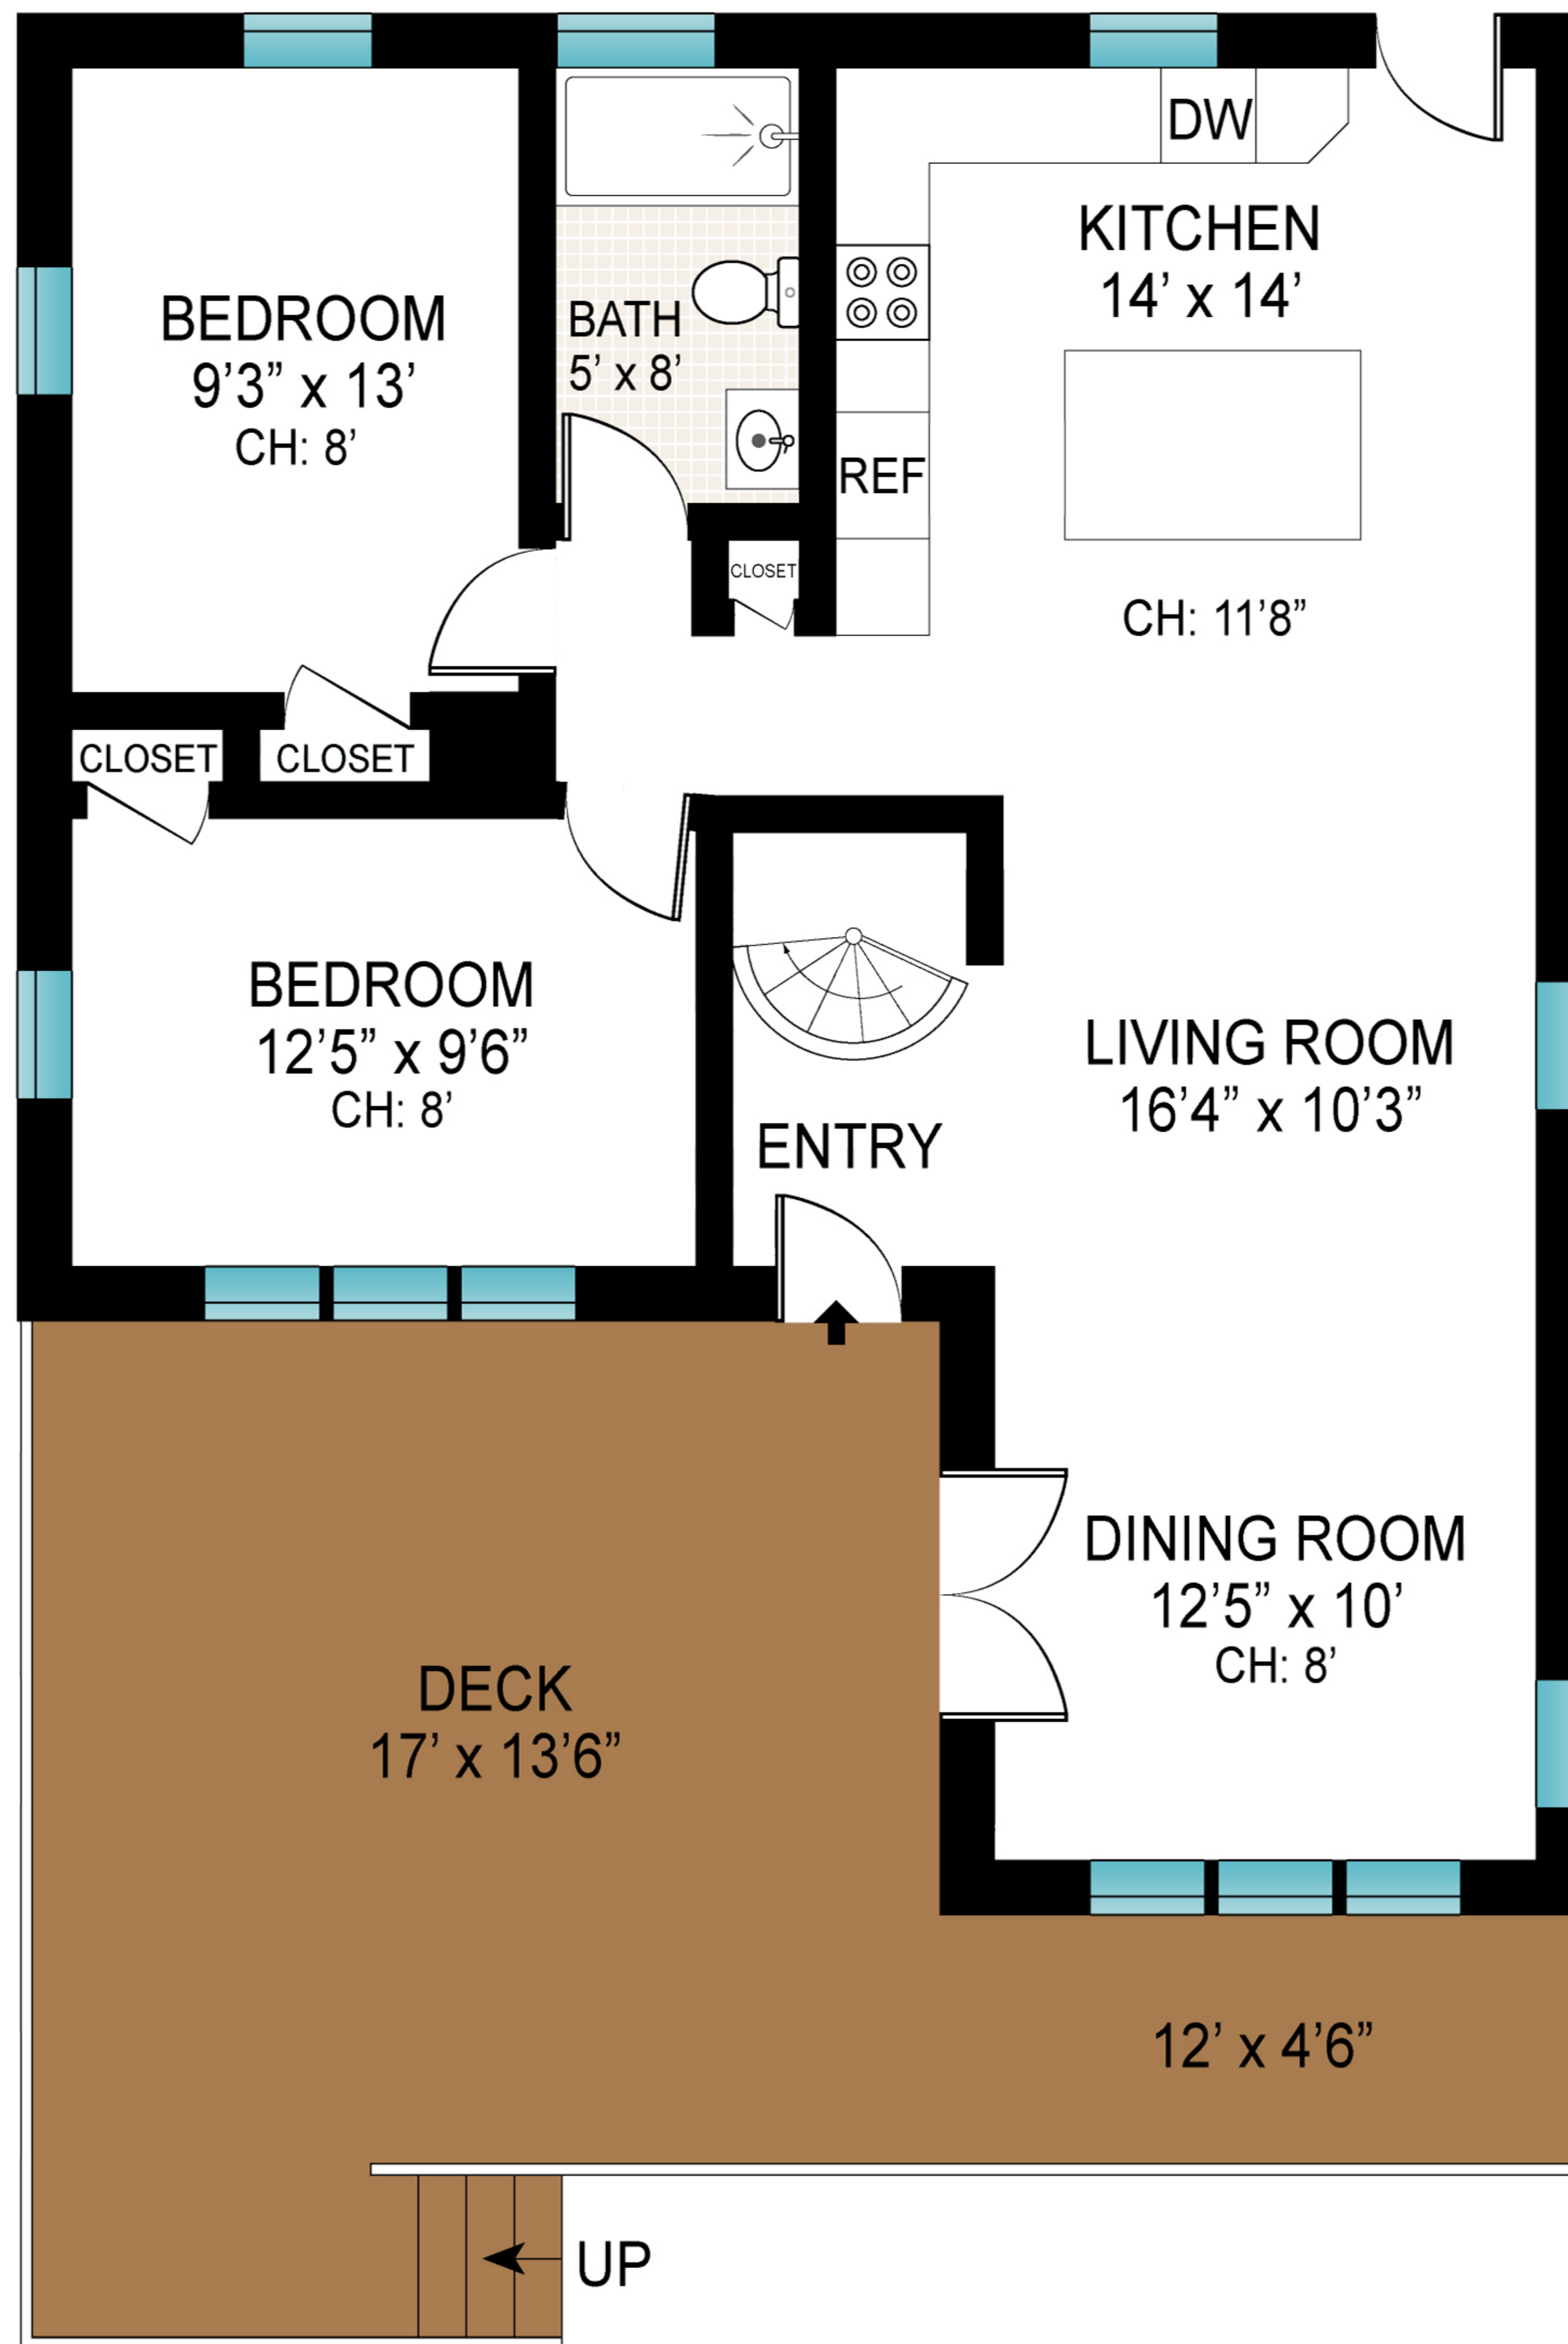 DW
KITCHEN
14’ x 14’
BEDROOM
9’3” x 13’
CH: 8’
BATH
5’ x 8’
REF
CLOSET
CH: 11’8”
CLOSET
CLOSET
BEDROOM
12’5” x 9’6”
CH: 8’
LIVING ROOM
16’4” x 10’3”
ENTRY
DINING ROOM
12’5” x 10’
CH: 8’
DECK
17’ x 13’6”
12’ x 4’6”
UP